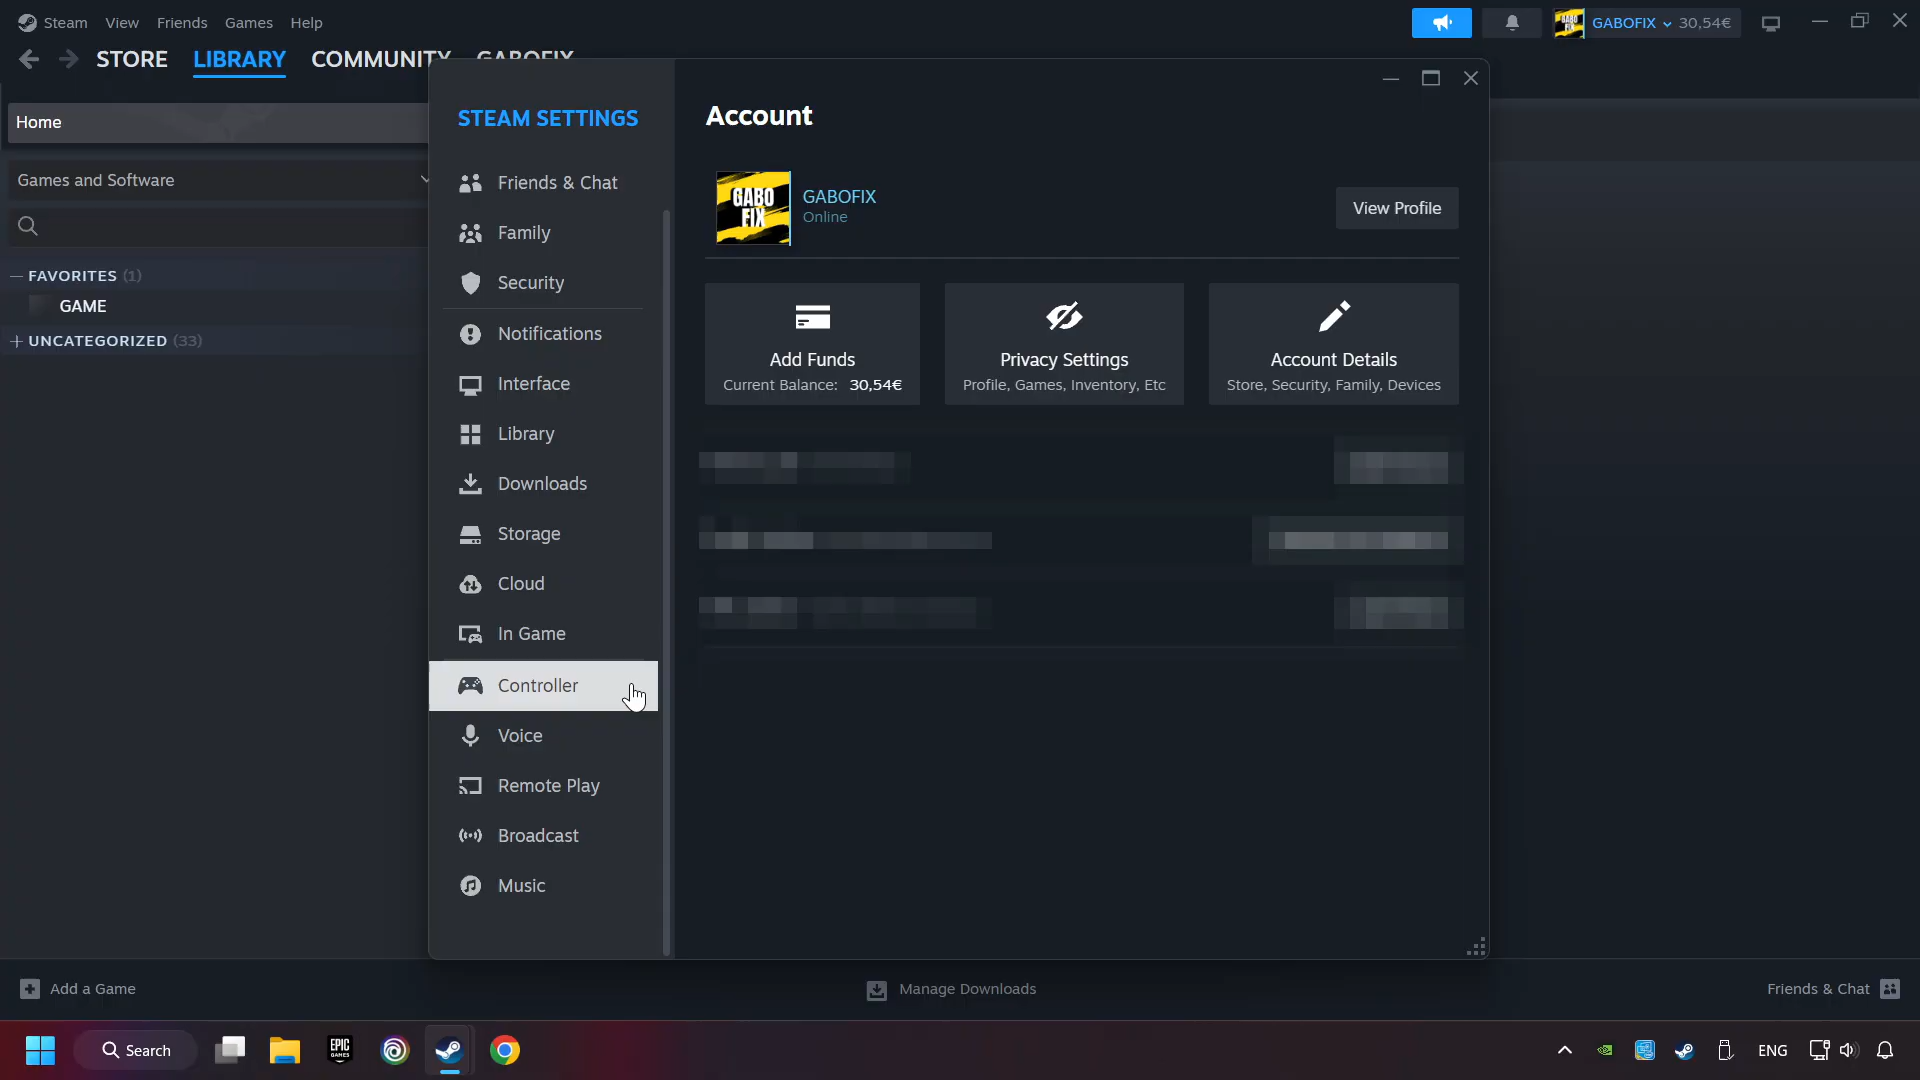 Steam View Friends Games Help
GABOFIX 30,54€
STORE LIBRARY COMMUNITY GABOFIX
Home
Games and Software
FAVORITES (1)
GAME
UNCATEGORIZED (33)
STEAM SETTINGS
Friends & Chat
Family
Security
Notifications
Interface
Library
Downloads
Storage
Cloud
In Game
Controller
Voice
Remote Play
Broadcast
Music
Account
GABO
FIX
GABOFIX
Online
View Profile
Add Funds
Current Balance: 30,54€
Privacy Settings
Profile, Games, Inventory, Etc
Account Details
Store, Security, Family, Devices
Add a Game
Manage Downloads
Friends & Chat
Search
EPIC
GAMES
ENG